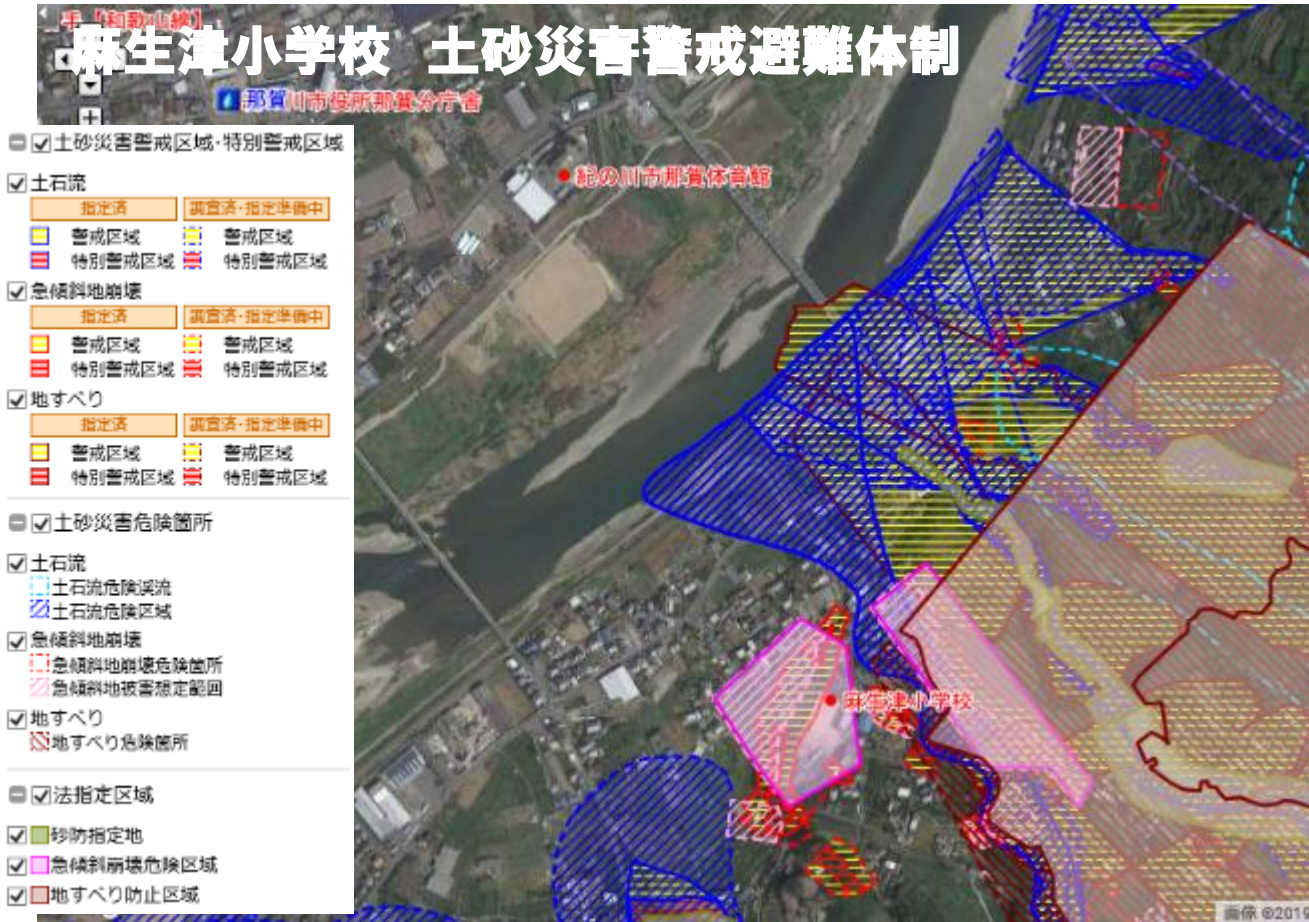 手【和歌山線】
麻生津小学校 土砂災害警戒避難体制
那賀川市役所那賀分庁舎
紀の川市那賀体育館
麻生津小学校
土砂災害警戒区域・特別警戒区域
土石流
指定済 調査済・指定準備中
警戒区域 警戒区域
特別警戒区域 特別警戒区域
急傾斜地崩壊
指定済 調査済・指定準備中
警戒区域 警戒区域
特別警戒区域 特別警戒区域
地すべり
指定済 調査済・指定準備中
警戒区域 警戒区域
特別警戒区域 特別警戒区域
土砂災害危険箇所
土石流
土石流危険渓流
土石流危険区域
急傾斜地崩壊
急傾斜地崩壊危険箇所
急傾斜地被害想定範囲
地すべり
地すべり危険箇所
法指定区域
砂防指定地
急傾斜崩壊危険区域
地すべり防止区域
画像 ©2019